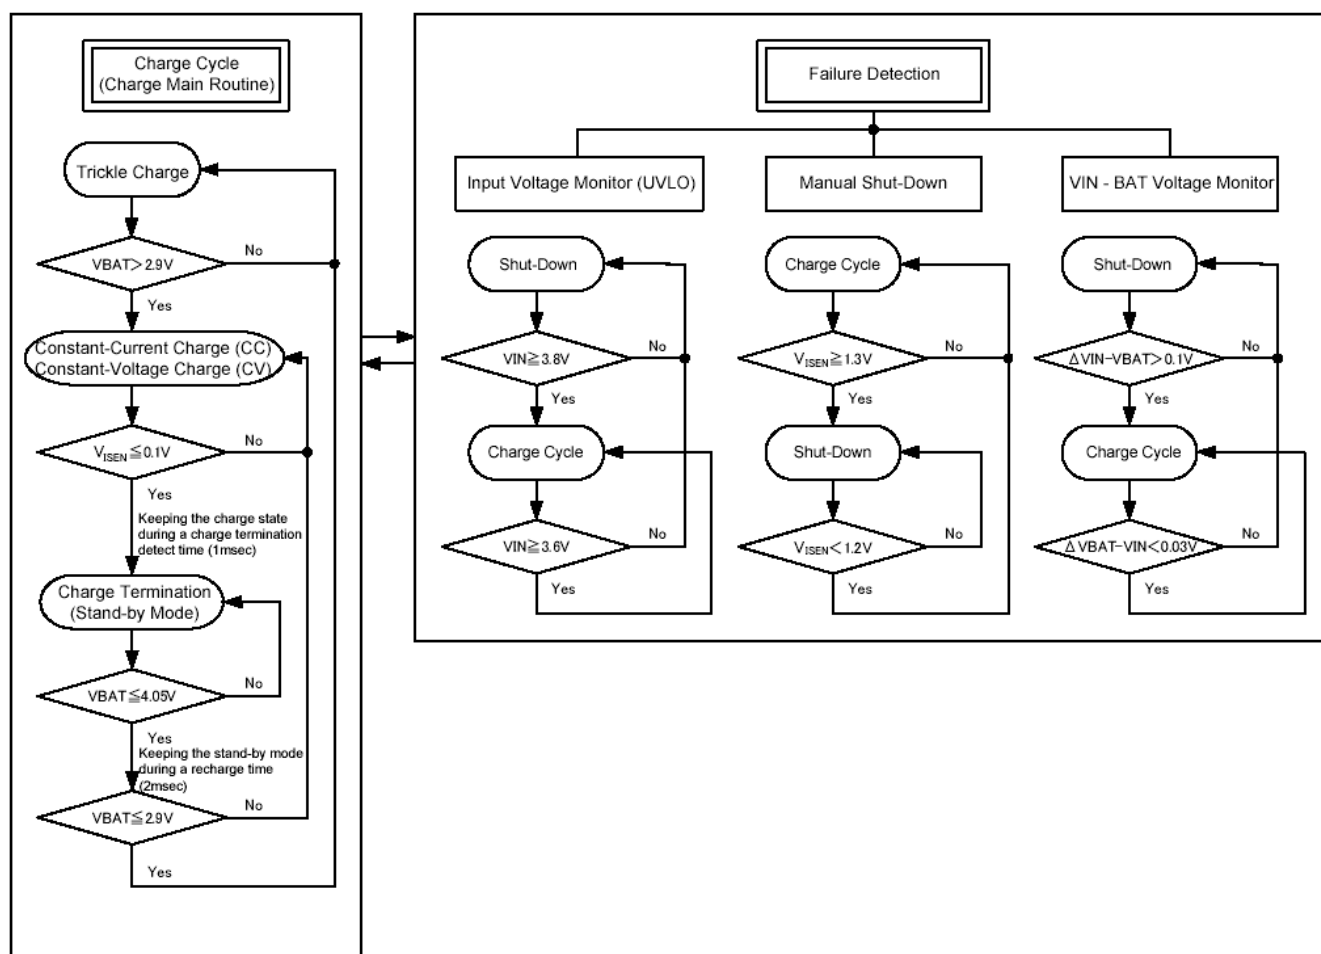 Charge Cycle
(Charge Main Routine)
Trickle Charge
VBAT>2.9V
No
Yes
Constant-Current Charge (CC)
Constant-Voltage Charge (CV)
VISEN≦0.1V
No
Yes
Keeping the charge state
during a charge termination
detect time (1msec)
Charge Termination
(Stand-by Mode)
VBAT≦4.05V
No
Yes
Keeping the stand-by mode
during a recharge time
(2msec)
VBAT≦2.9V
No
Yes
Failure Detection
Input Voltage Monitor (UVLO)
Shut-Down
VIN≧3.8V
No
Yes
Charge Cycle
VIN≧3.6V
No
Yes
Manual Shut-Down
Charge Cycle
VISEN≧1.3V
No
Yes
Shut-Down
VISEN<1.2V
No
Yes
VIN - BAT Voltage Monitor
Shut-Down
ΔVIN-VBAT>0.1V
No
Yes
Charge Cycle
ΔVBAT-VIN<0.03V
No
Yes